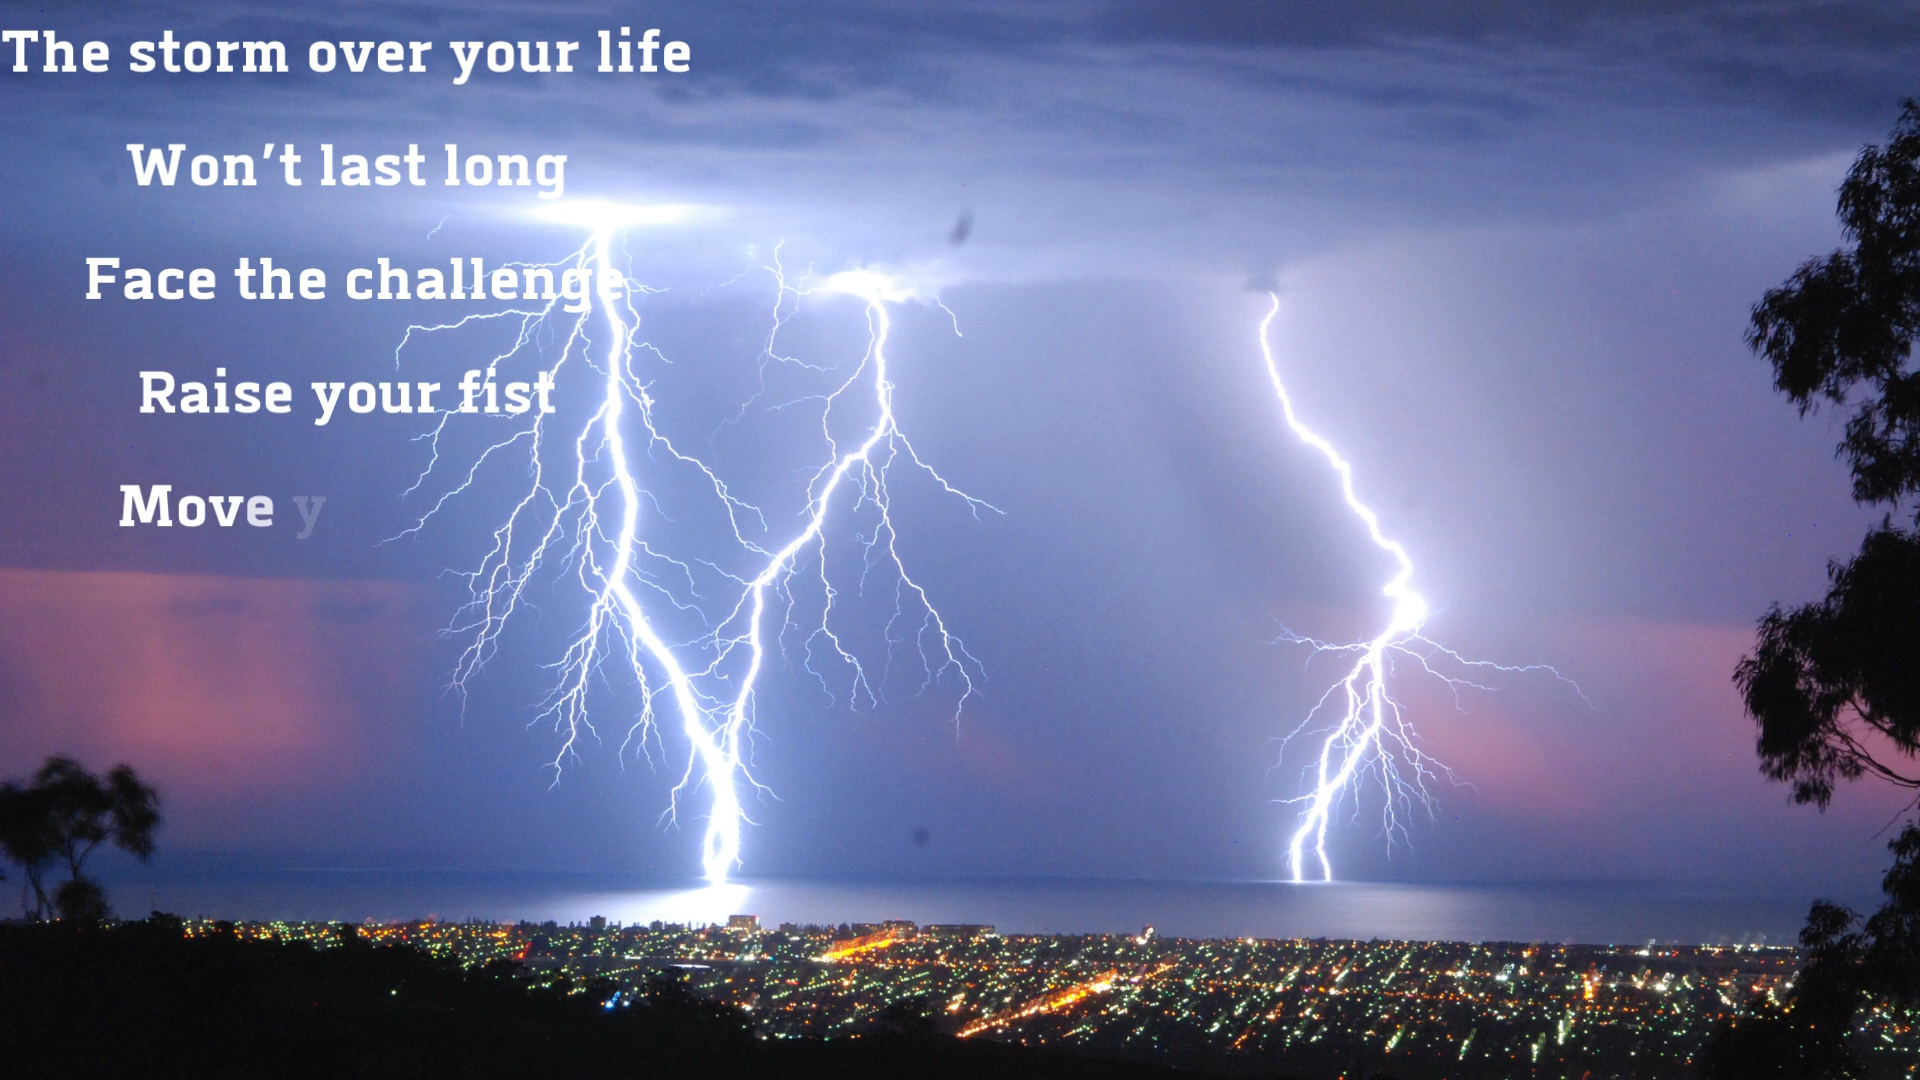 The storm over your life
Won’t last long
Face the challenge
Raise your fist
Move y